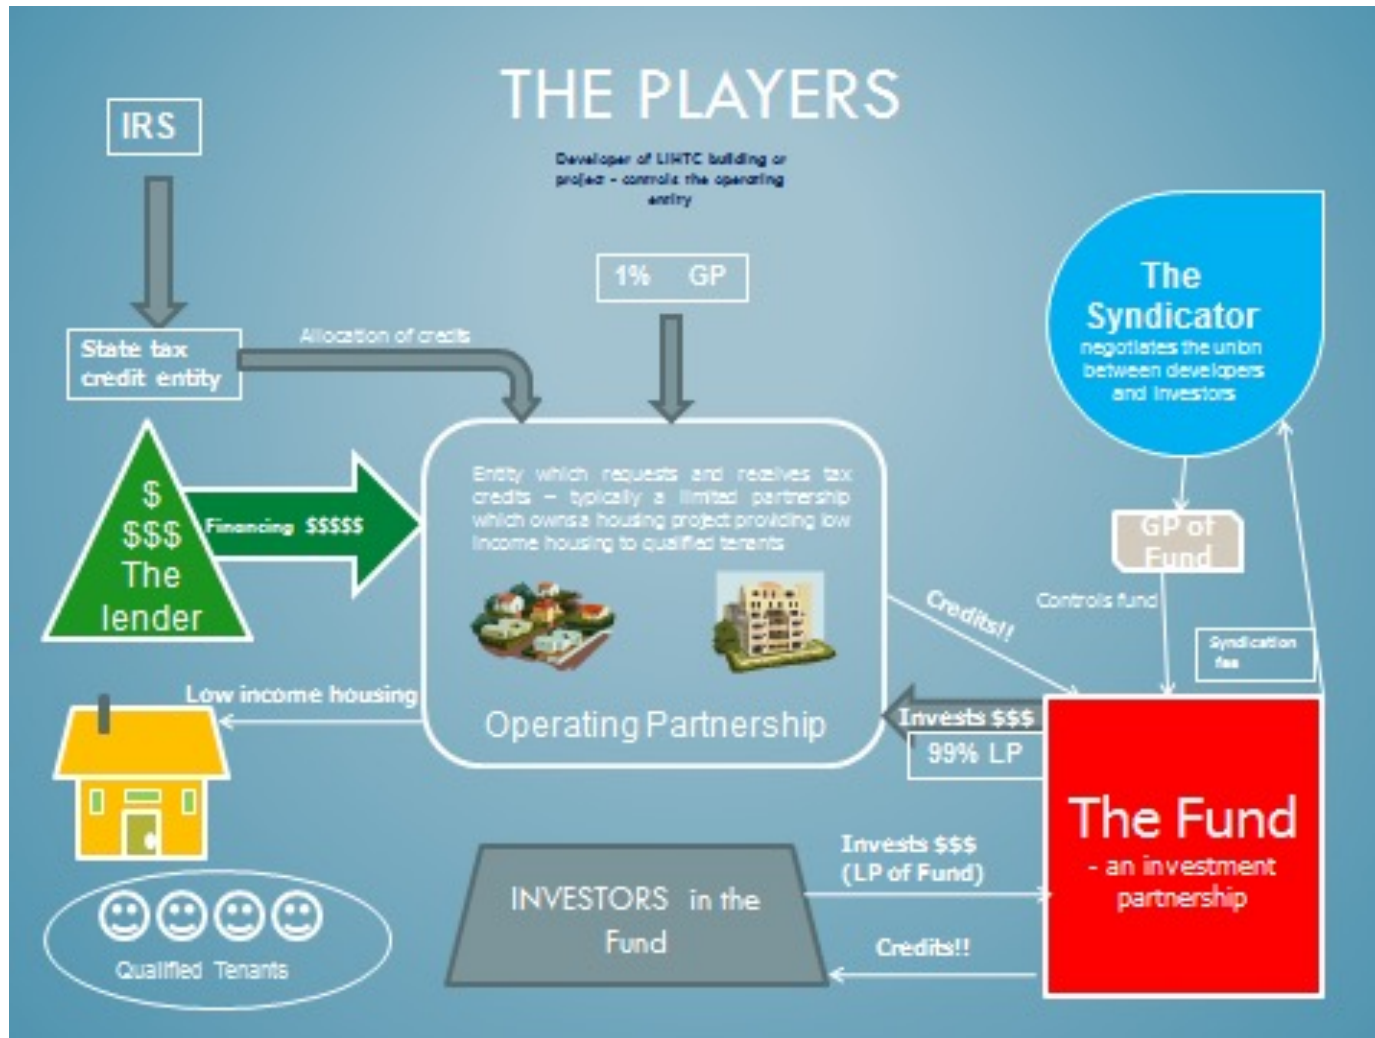 THE PLAYERS
IRS
Developer of LIHTC building or
project – controls the operating
entity
1% GP
The
Syndicator
negotiates the union
between developers
and investors
State tax
credit entity
Allocation of credits
$
$$$
The
lender
Financing $$$$$
Entity which requests and receives tax
credits – typically a limited partnership
which owns a housing project providing low
income housing to qualified tenants
Operating Partnership
GP of
Fund
Controls fund
Credits!!
Syndication
fee
Low income housing
Invests $$$
99% LP
The Fund
- an investment
partnership
Invests $$$
(LP of Fund)
INVESTORS in the
Fund
Credits!!
Qualified Tenants